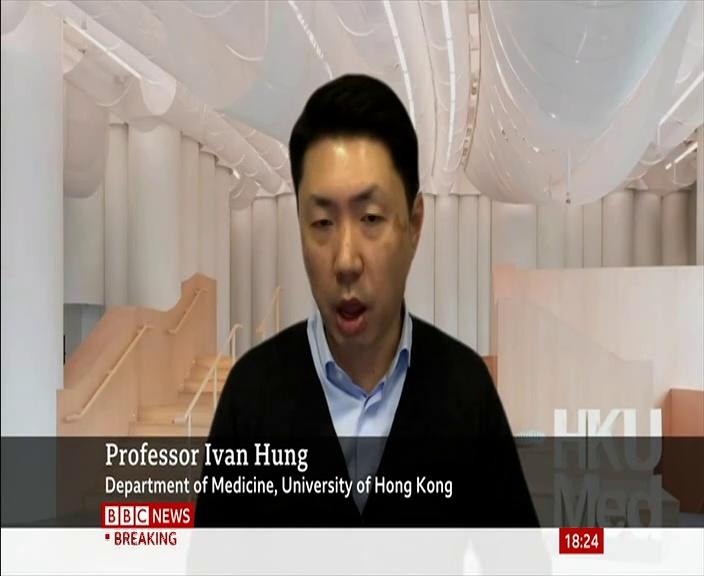 HKU
Med
Professor Ivan Hung
Department of Medicine, University of Hong Kong
BBC NEWS
BREAKING
18:24